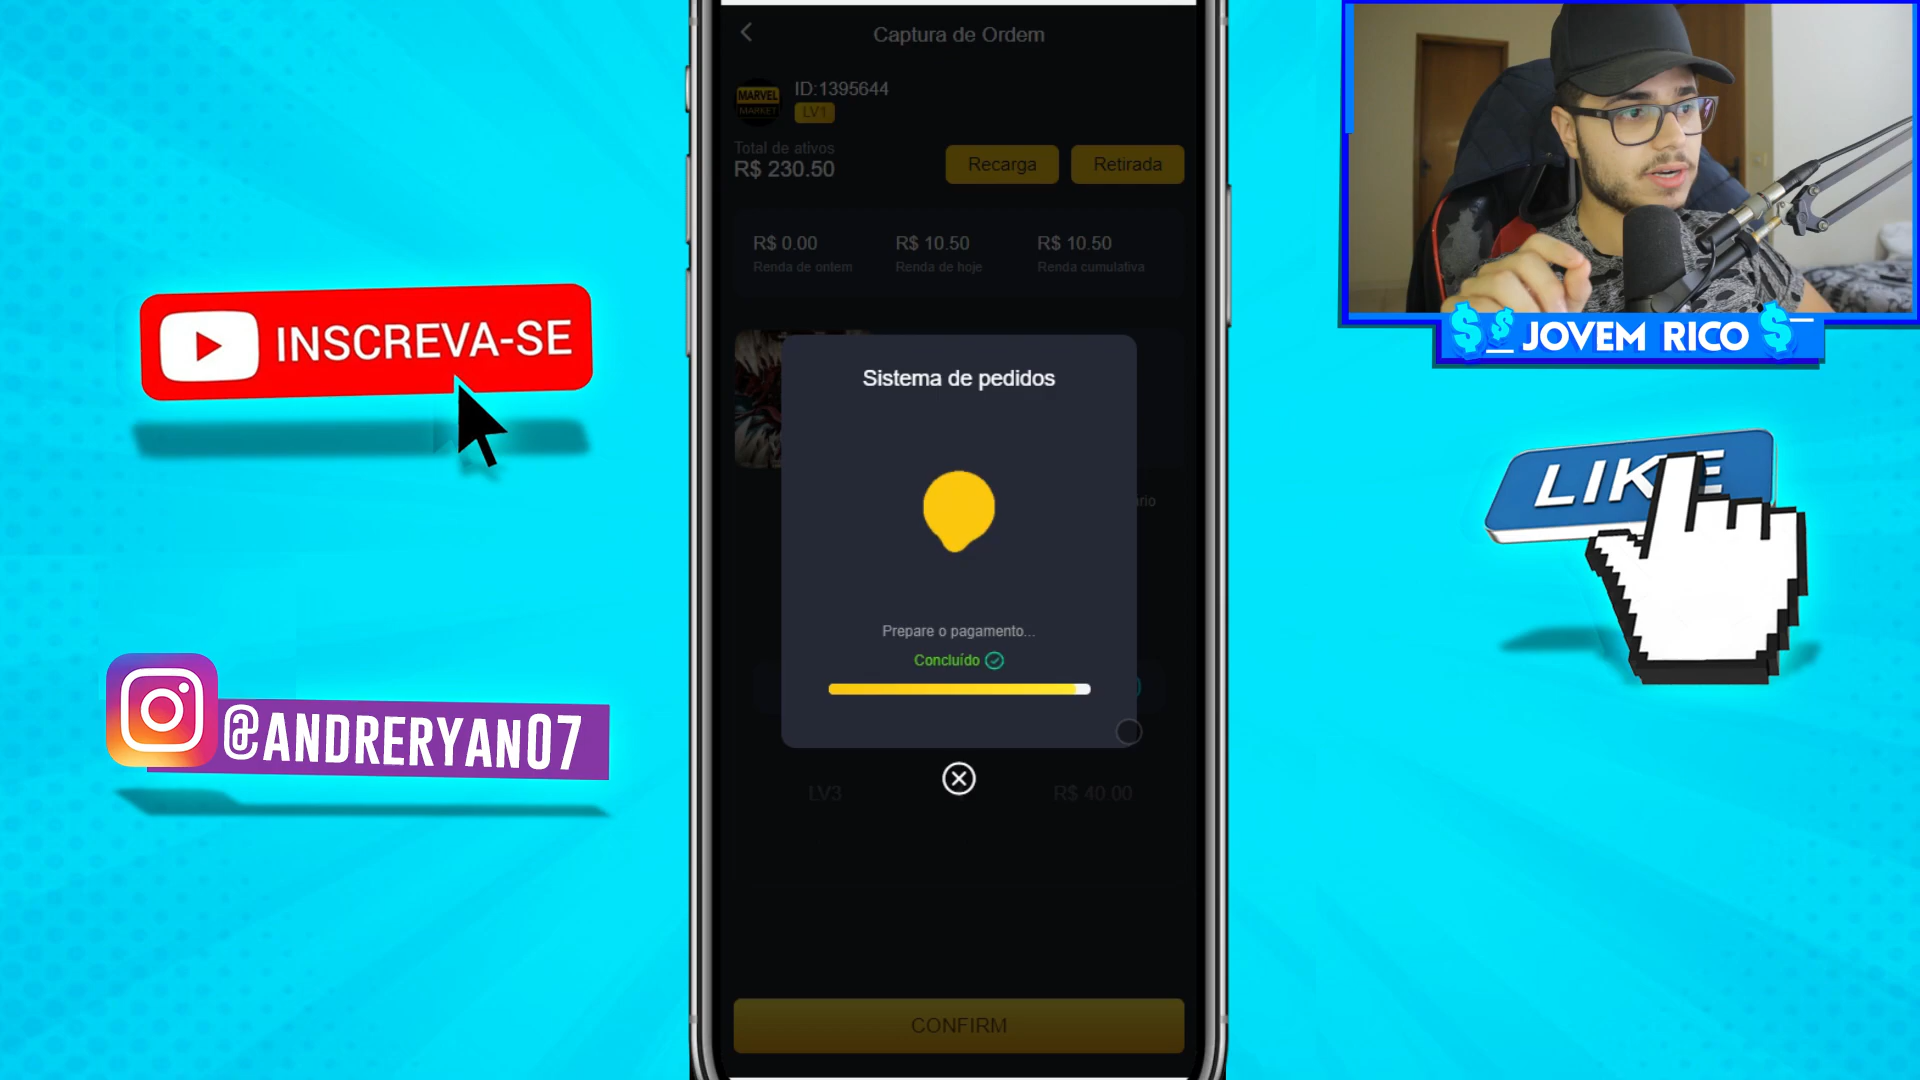 Captura de Ordem
MARVEL
MARKET
ID:1395644
LV1
Total de ativos
R$ 230.50
Recarga
Retirada
R$ 0.00
Renda de ontem
R$ 10.50
Renda de hoje
R$ 10.50
Renda cumulativa
Sistema de pedidos
Prepare o pagamento...
Concluído
LV3
R$ 40.00
CONFIRM
INSCREVA-SE
@ANDRERYAN07
$ $ JOVEM RICO $
LIKE